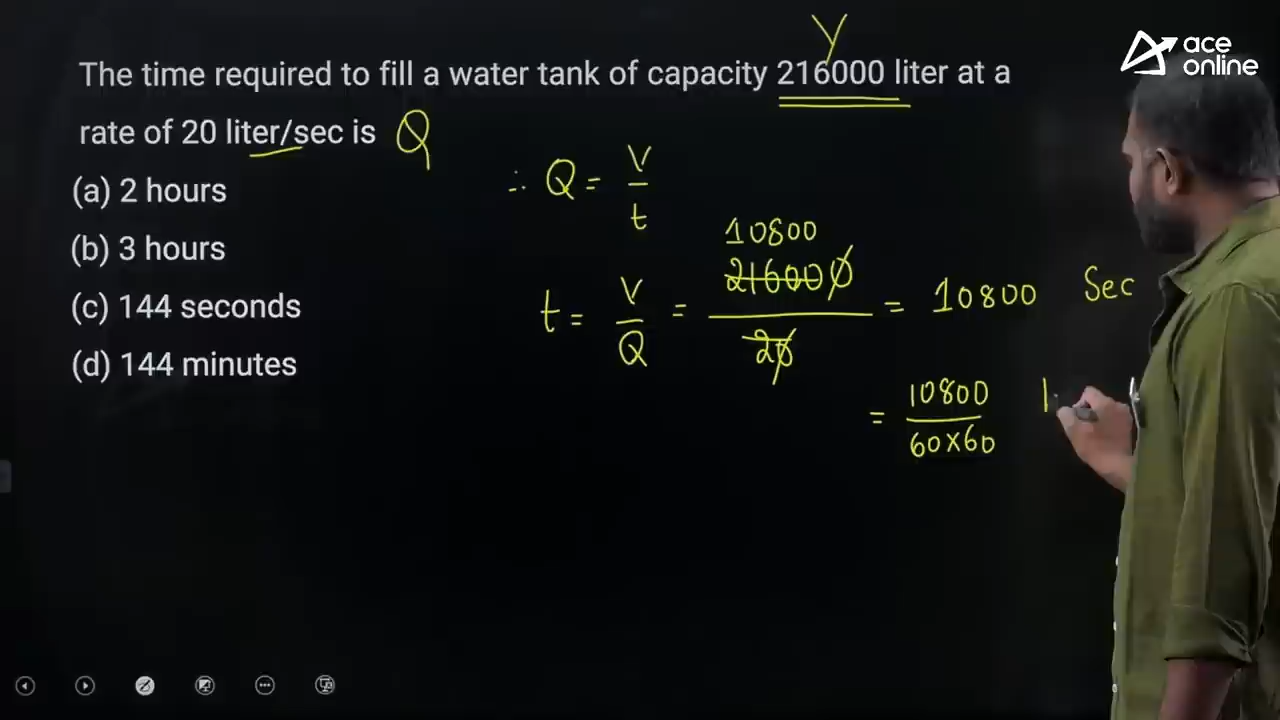 ace
online
V
The time required to fill a water tank of capacity 216000 liter at a
rate of 20 liter/sec is Q
(a) 2 hours
(b) 3 hours
(c) 144 seconds
(d) 144 minutes
∴ Q = V/t
10800
t = V/Q = 216000/20 = 10800 Sec
= 10800/60×60